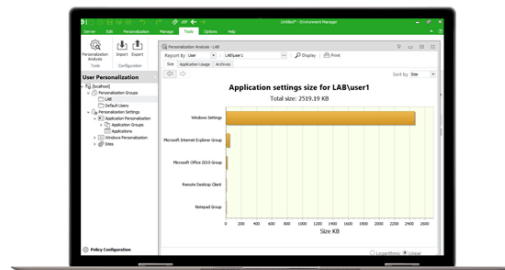 Untitled* - Environment Manager
Server Edit Personalization Manage Tools Options Help
Personalization Analysis
Import Export
Tools Configuration
Personalization Analysis - LAB
Report by User LAB\user1 Display Print
Size Application Usage Archives
Sort by Size
User Personalization
[localhost]
Personalization Groups
LAB
Default Users
Personalization Settings
Application Personalization
Application Groups
Applications
Windows Personalization
Sites
Policy Configuration
Application settings size for LAB\user1
Total size: 2519.19 KB
Windows Settings
Microsoft Internet Explorer Group
Microsoft Office 2010 Group
Remote Desktop Client
Notepad Group
0 200 400 600 800 1000 1200 1400 1600 1800 2000 2200 2400 2600
Size KB
Logarithmic Linear